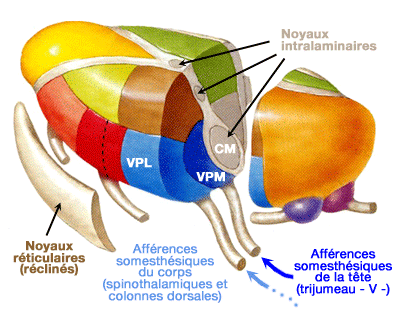 Noyaux
intralaminaires
CM
VPL
VPM
Noyaux
réticulaires
(réclinés)
Afférences
somesthésiques
du corps
(spinothalamiques et
colonnes dorsales)
Afférences
somesthésiques
de la tête
(trijumeau - V -)